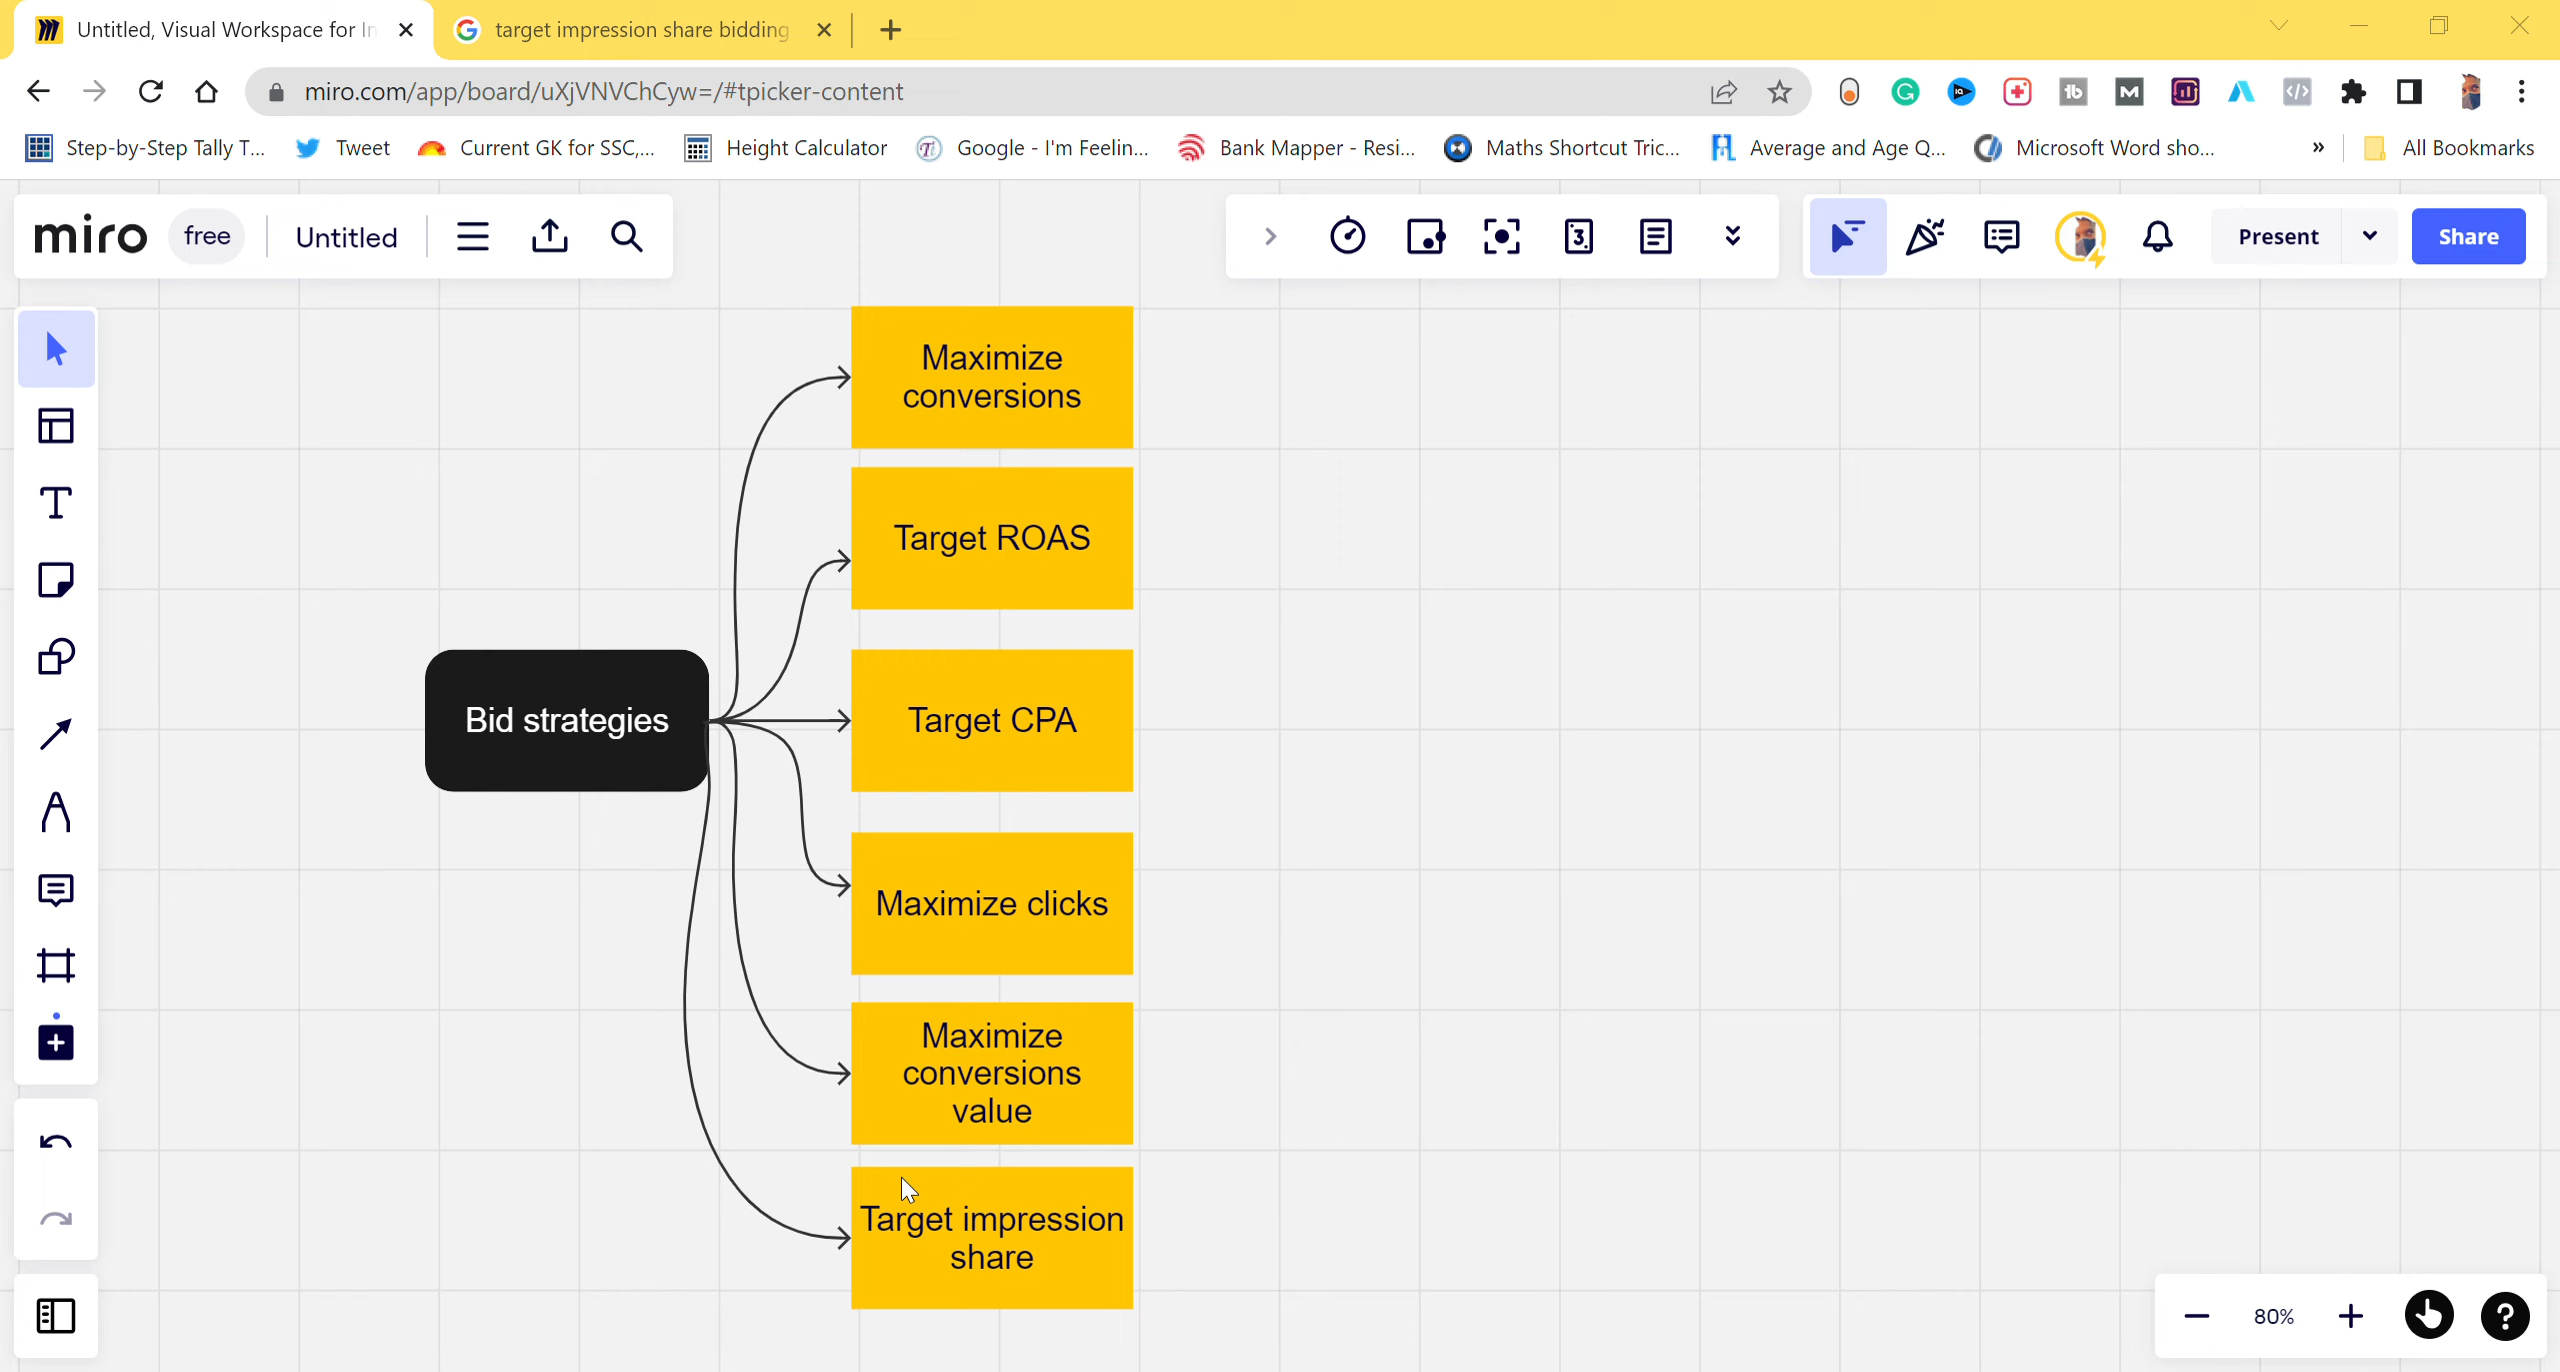 Untitled, Visual Workspace for In
target impression share bidding
miro.com/app/board/uXjVNVChCyw=/#tpicker-content
Step-by-Step Tally T...
Tweet
Current GK for SSC,...
Height Calculator
Google - I'm Feelin...
Bank Mapper - Resi...
Maths Shortcut Tric...
Average and Age Q...
Microsoft Word sho...
»
All Bookmarks
miro
free
Untitled
Present
Share
Maximize
conversions
Target ROAS
Bid strategies
Target CPA
Maximize clicks
Maximize
conversions
value
Target impression
share
80%